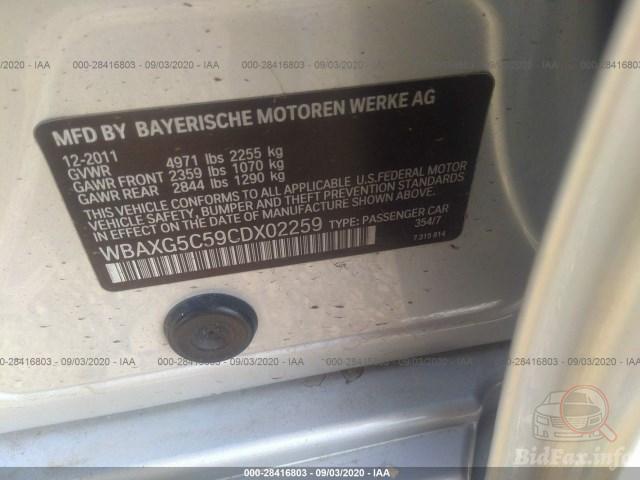 000-28416803 - 09/03/2020 - IAA
MFD BY BAYERISCHE MOTOREN WERKE AG
12-2011
GVWR 4971 lbs 2255 kg
GAWR FRONT 2359 lbs 1070 kg
GAWR REAR 2844 lbs 1290 kg
THIS VEHICLE CONFORMS TO ALL APPLICABLE U.S.FEDERAL MOTOR
VEHICLE SAFETY, BUMPER AND THEFT PREVENTION STANDARDS
IN EFFECT ON THE DATE OF MANUFACTURE SHOWN ABOVE.
WBAXG5C59CDX02259 TYPE: PASSENGER CAR
354/7
7 315 814
000-28416803 - 09/03/2020 - IAA
BidFax.info
000-28416803 - 09/03/2020 - IAA